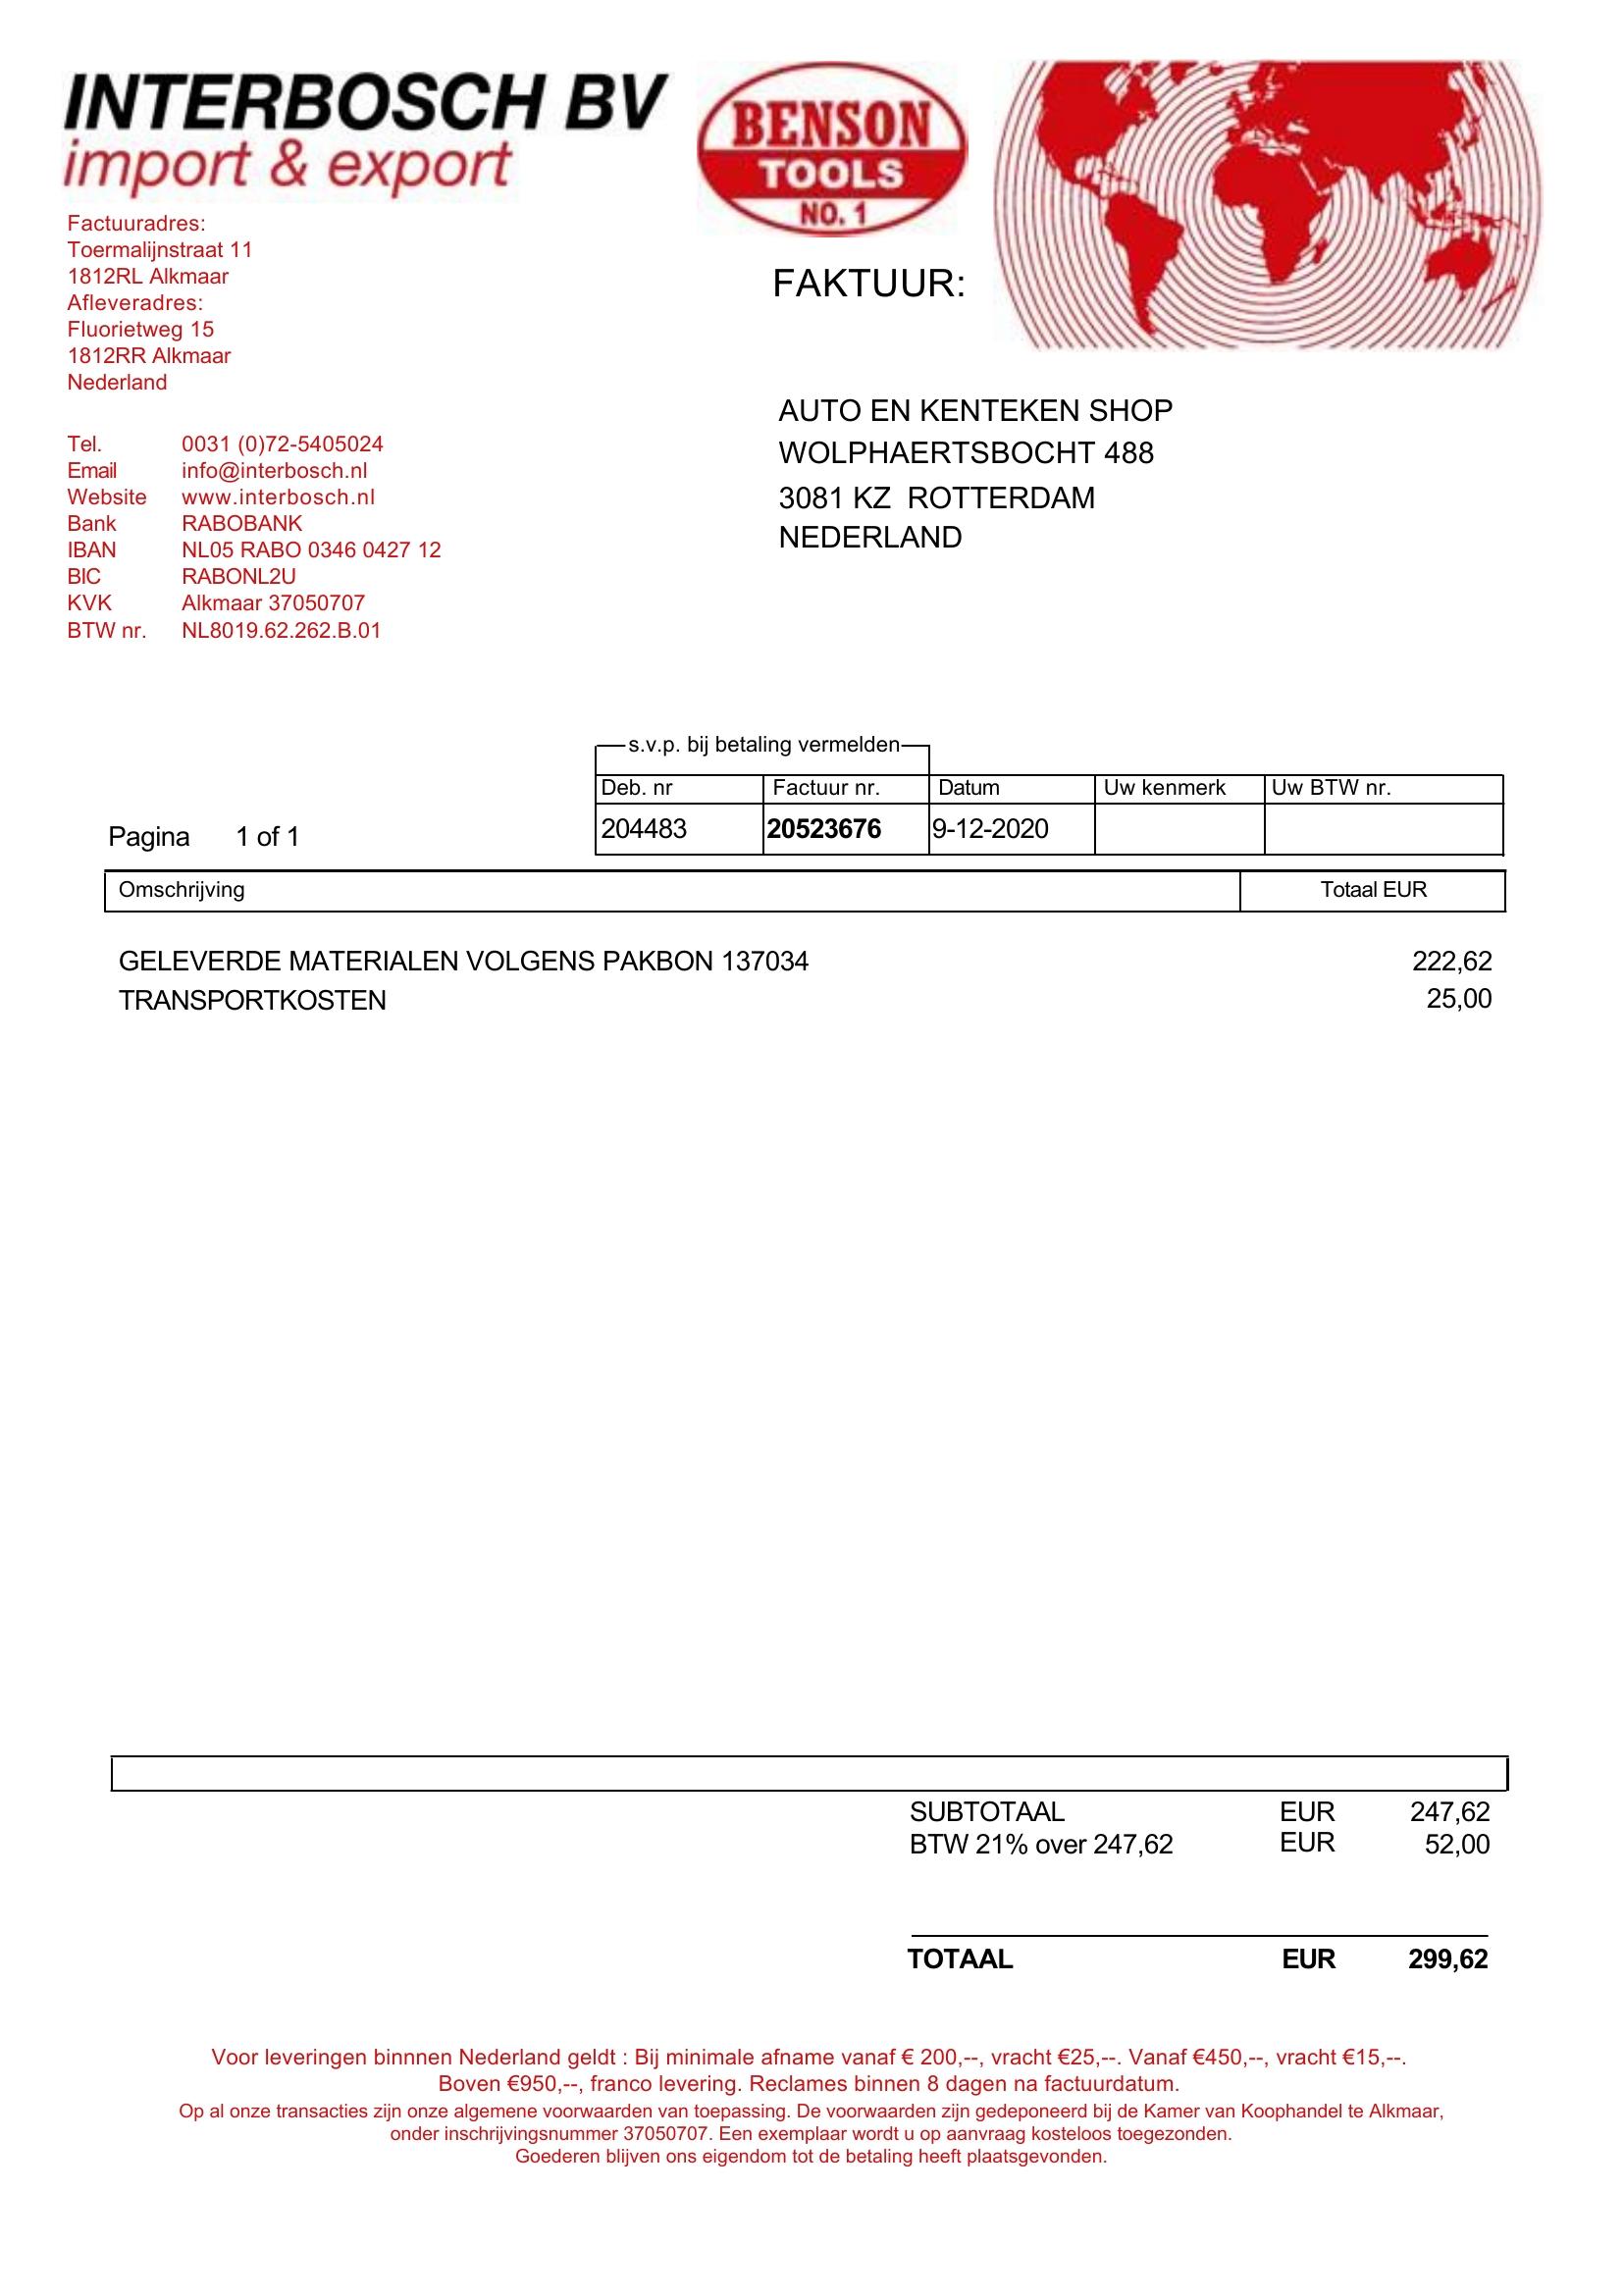 INTERBOSCH BV
import & export
BENSON
TOOLS
NO. 1
Factuuradres:
Toermalijnstraat 11
1812RL Alkmaar
Afleveradres:
Fluorietweg 15
1812RR Alkmaar
Nederland
FAKTUUR:
Tel. 0031 (0)72-5405024
Email info@interbosch.nl
Website www.interbosch.nl
Bank RABOBANK
IBAN NL05 RABO 0346 0427 12
BIC RABONL2U
KVK Alkmaar 37050707
BTW nr. NL8019.62.262.B.01
AUTO EN KENTEKEN SHOP
WOLPHAERTSBOCHT 488
3081 KZ ROTTERDAM
NEDERLAND
s.v.p. bij betaling vermelden
Deb. nr Factuur nr. Datum Uw kenmerk Uw BTW nr.
204483 20523676 9-12-2020
Pagina 1 of 1
Omschrijving Totaal EUR
GELEVERDE MATERIALEN VOLGENS PAKBON 137034 222,62
TRANSPORTKOSTEN 25,00
SUBTOTAAL EUR 247,62
BTW 21% over 247,62 EUR 52,00
TOTAAL EUR 299,62
Voor leveringen binnnen Nederland geldt : Bij minimale afname vanaf € 200,--, vracht €25,--. Vanaf €450,--, vracht €15,--.
Boven €950,--, franco levering. Reclames binnen 8 dagen na factuurdatum.
Op al onze transacties zijn onze algemene voorwaarden van toepassing. De voorwaarden zijn gedeponeerd bij de Kamer van Koophandel te Alkmaar,
onder inschrijvingsnummer 37050707. Een exemplaar wordt u op aanvraag kosteloos toegezonden.
Goederen blijven ons eigendom tot de betaling heeft plaatsgevonden.